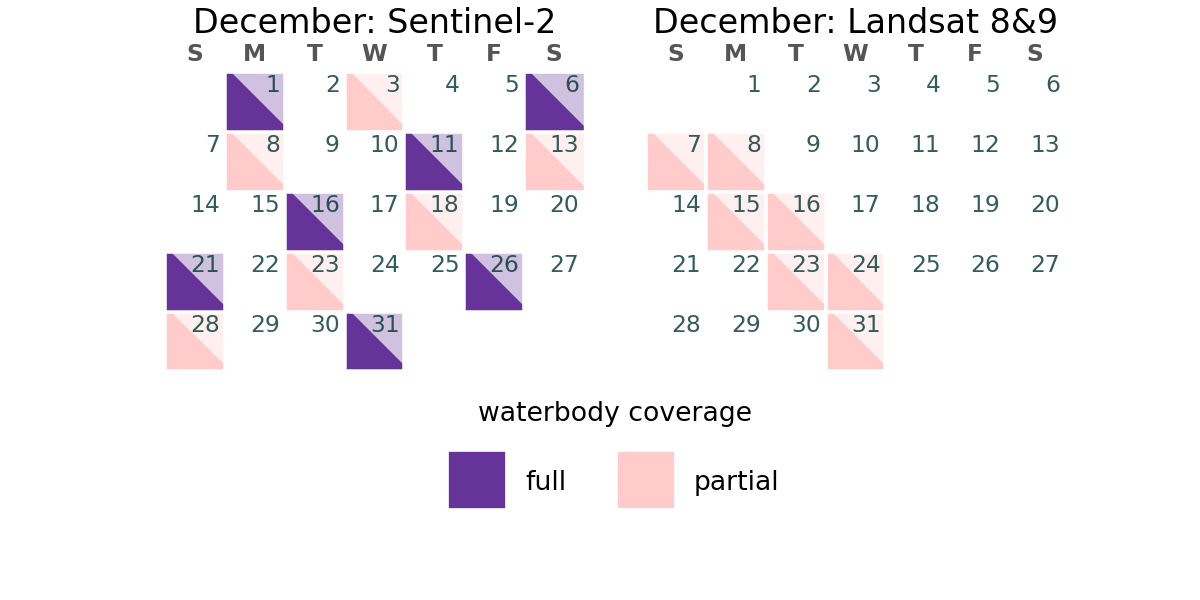 December: Sentinel-2
S M T W T F S
1 2 3 4 5 6
7 8 9 10 11 12 13
14 15 16 17 18 19 20
21 22 23 24 25 26 27
28 29 30 31
December: Landsat 8&9
S M T W T F S
1 2 3 4 5 6
7 8 9 10 11 12 13
14 15 16 17 18 19 20
21 22 23 24 25 26 27
28 29 30 31
waterbody coverage
full
partial